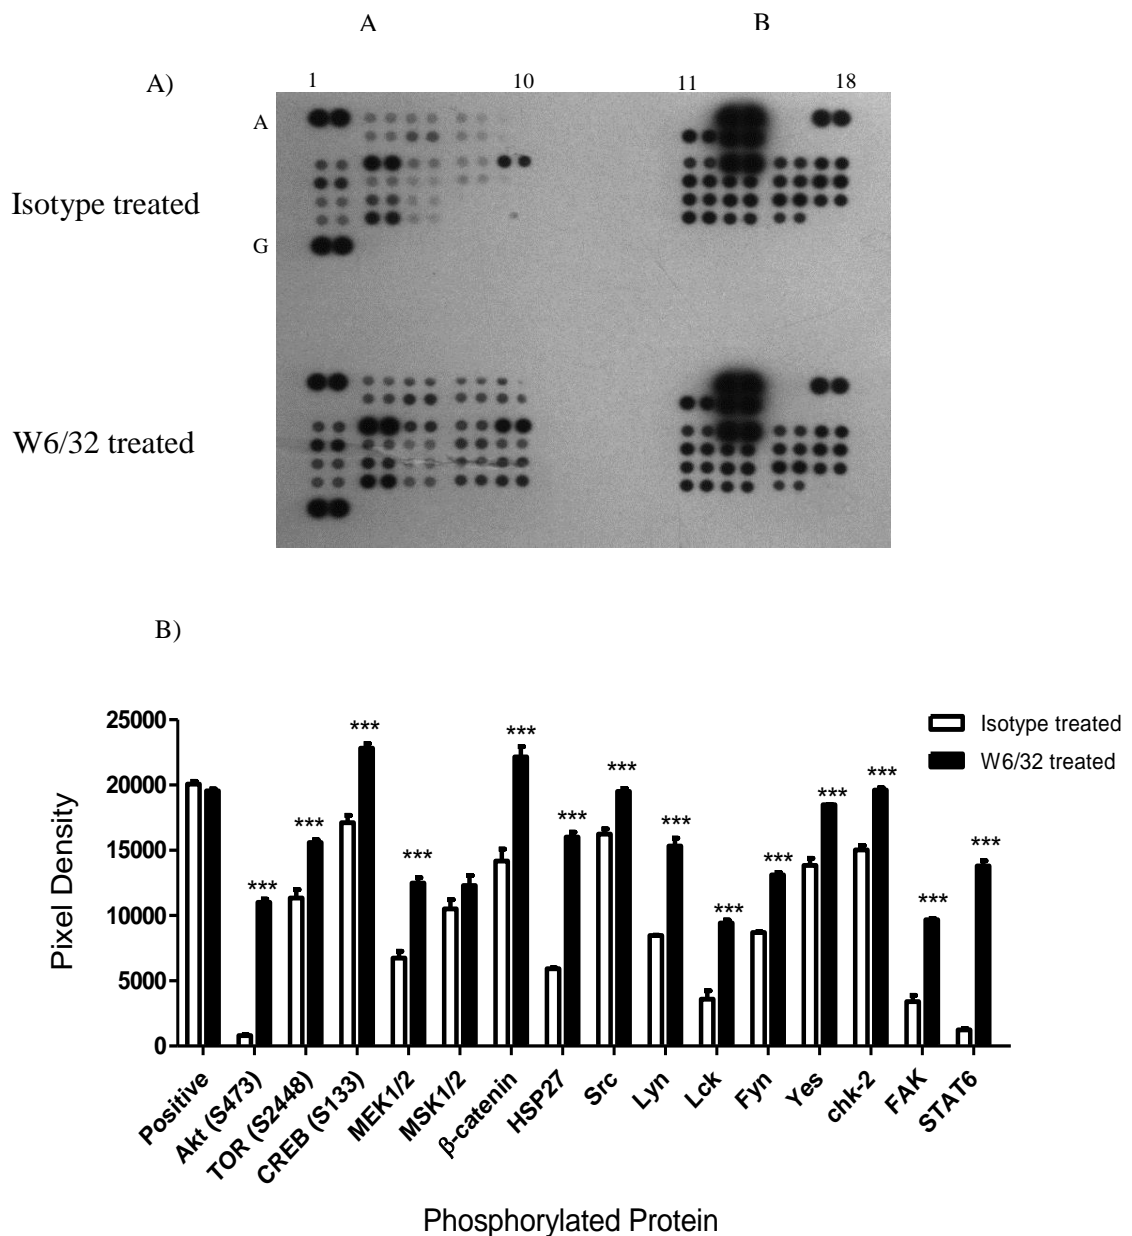 A B
A) 1 10 11 18
A
Isotype treated
G
W6/32 treated
B)
25000
20000
15000
10000
5000
0
Pixel Density
*** *** *** *** *** *** *** *** *** *** *** *** *** ***
Isotype treated
W6/32 treated
Positive
Akt (S473)
TOR (S2448)
CREB (S133)
MEK1/2
MSK1/2
β-catenin
HSP27
Src
Lyn
Lck
Fyn
Yes
chk-2
FAK
STAT6
Phosphorylated Protein